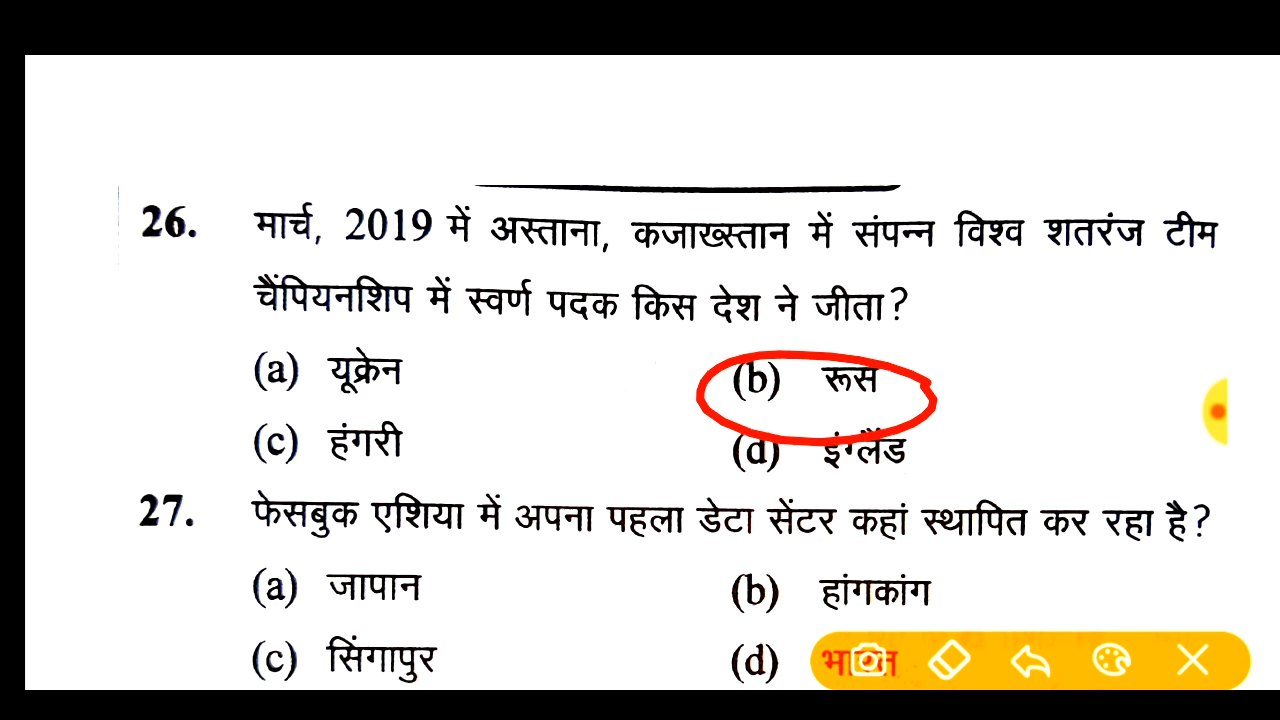 26. मार्च, 2019 में अस्ताना, कजाख्स्तान में संपन्न विश्व शतरंज टीम
चैंपियनशिप में स्वर्ण पदक किस देश ने जीता?
(a) यूक्रेन (b) रूस
(c) हंगरी (d) इंग्लैंड
27. फेसबुक एशिया में अपना पहला डेटा सेंटर कहां स्थापित कर रहा है?
(a) जापान (b) हांगकांग
(c) सिंगापुर (d) भारत